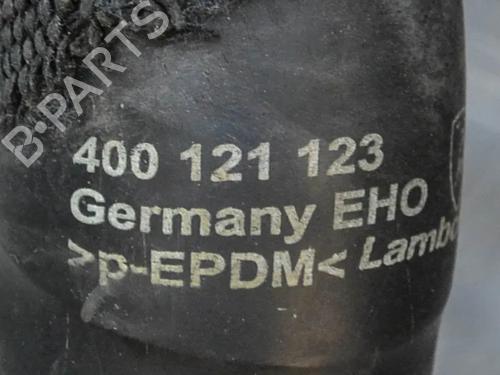 B-PARTS
400 121 123
Germany EHO
>p-EPDM< Lambo